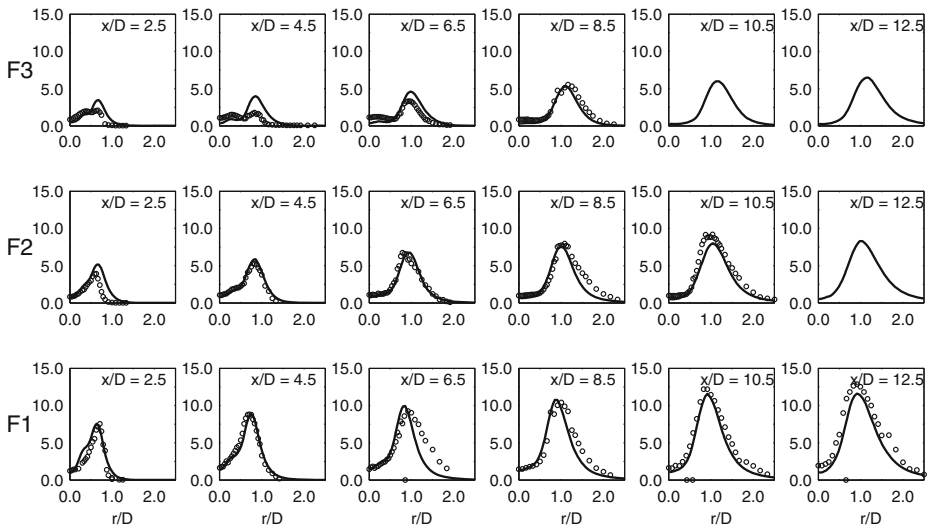 x/D = 2.5 x/D = 4.5 x/D = 6.5 x/D = 8.5 x/D = 10.5 x/D = 12.5
F3
15.0 15.0 15.0 15.0 15.0 15.0
10.0 10.0 10.0 10.0 10.0 10.0
5.0 5.0 5.0 5.0 5.0 5.0
0.0 0.0 0.0 0.0 0.0 0.0
0.0 1.0 2.0 0.0 1.0 2.0 0.0 1.0 2.0 0.0 1.0 2.0 0.0 1.0 2.0 0.0 1.0 2.0
x/D = 2.5 x/D = 4.5 x/D = 6.5 x/D = 8.5 x/D = 10.5 x/D = 12.5
F2
15.0 15.0 15.0 15.0 15.0 15.0
10.0 10.0 10.0 10.0 10.0 10.0
5.0 5.0 5.0 5.0 5.0 5.0
0.0 0.0 0.0 0.0 0.0 0.0
0.0 1.0 2.0 0.0 1.0 2.0 0.0 1.0 2.0 0.0 1.0 2.0 0.0 1.0 2.0 0.0 1.0 2.0
x/D = 2.5 x/D = 4.5 x/D = 6.5 x/D = 8.5 x/D = 10.5 x/D = 12.5
F1
15.0 15.0 15.0 15.0 15.0 15.0
10.0 10.0 10.0 10.0 10.0 10.0
5.0 5.0 5.0 5.0 5.0 5.0
0.0 0.0 0.0 0.0 0.0 0.0
0.0 1.0 2.0 0.0 1.0 2.0 0.0 1.0 2.0 0.0 1.0 2.0 0.0 1.0 2.0 0.0 1.0 2.0
r/D r/D r/D r/D r/D r/D